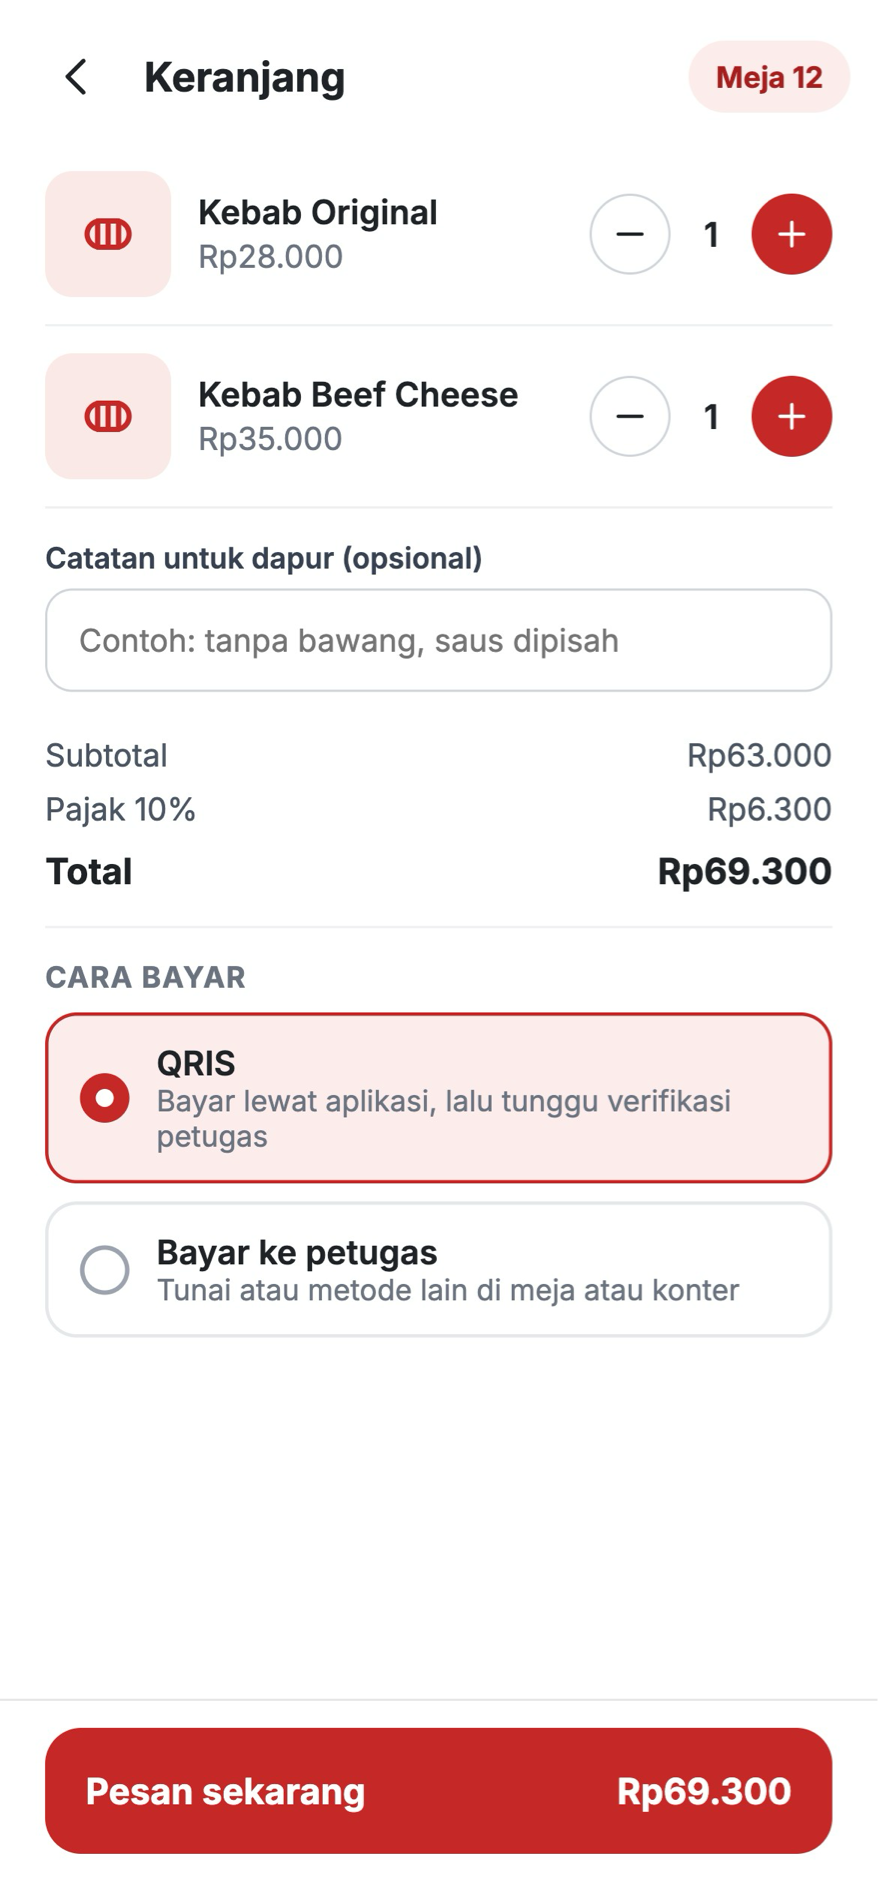 Keranjang
Meja 12
Kebab Original
Rp28.000
1
Kebab Beef Cheese
Rp35.000
1
Catatan untuk dapur (opsional)
Contoh: tanpa bawang, saus dipisah
Subtotal Rp63.000
Pajak 10% Rp6.300
Total Rp69.300
CARA BAYAR
QRIS
Bayar lewat aplikasi, lalu tunggu verifikasi
petugas
Bayar ke petugas
Tunai atau metode lain di meja atau konter
Pesan sekarang Rp69.300